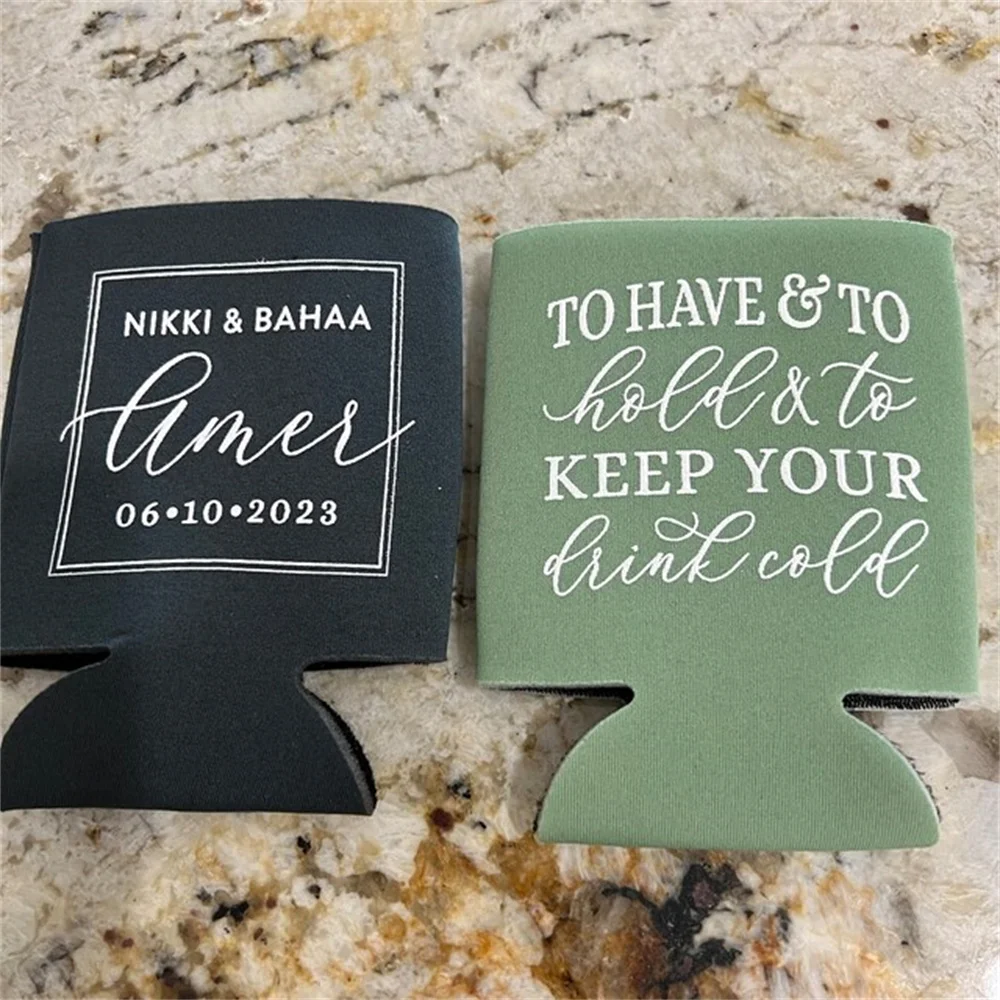 NIKKI & BAHAA
Amer
06•10•2023
TO HAVE & TO
hold & to
KEEP YOUR
drink cold